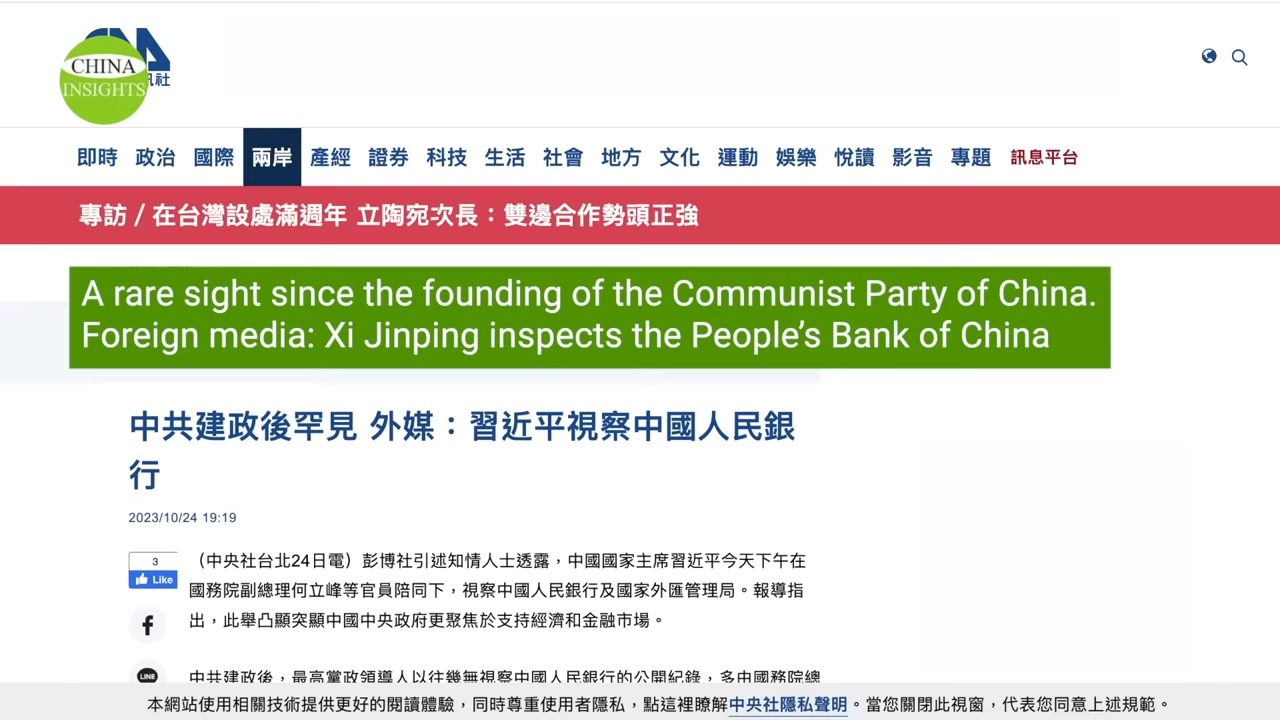 CHINA
INSIGHTS
訊社
即時 政治 國際 兩岸 產經 證券 科技 生活 社會 地方 文化 運動 娛樂 悅讀 影音 專題 訊息平台
專訪 / 在台灣設處滿週年 立陶宛次長：雙邊合作勢頭正強
A rare sight since the founding of the Communist Party of China.
Foreign media: Xi Jinping inspects the People’s Bank of China
中共建政後罕見 外媒：習近平視察中國人民銀
行
2023/10/24 19:19
3
Like
（中央社台北24日電）彭博社引述知情人士透露，中國國家主席習近平今天下午在
國務院副總理何立峰等官員陪同下，視察中國人民銀行及國家外匯管理局。報導指
出，此舉凸顯突顯中國中央政府更聚焦於支持經濟和金融市場。
LINE
中共建政後，最高黨政領導人以往幾無視察中國人民銀行的公開紀錄，多由國務院總
本網站使用相關技術提供更好的閱讀體驗，同時尊重使用者隱私，點這裡瞭解中央社隱私聲明。當您關閉此視窗，代表您同意上述規範。